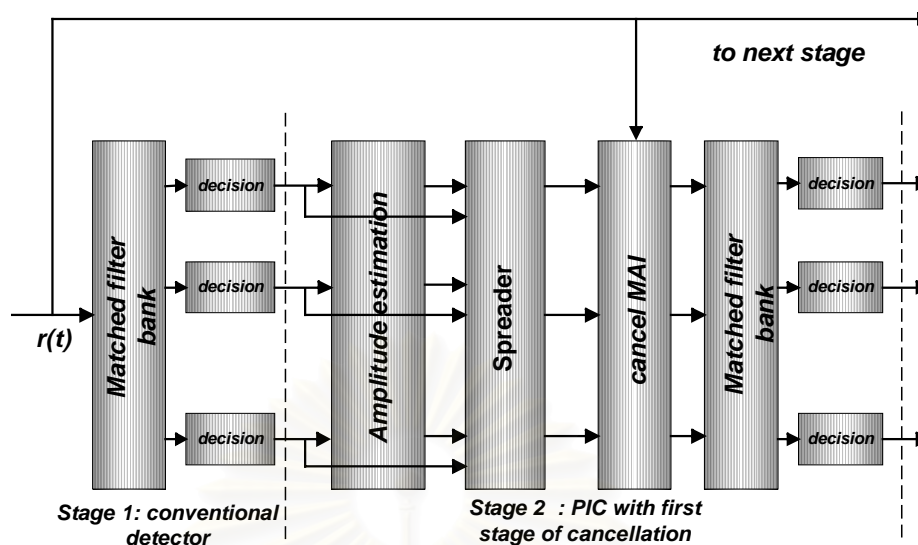 to next stage
decision
decision
decision
decision
decision
decision
Matched filter
bank
Amplitude estimation
Spreader
cancel MAI
Matched filter
bank
r(t)
Stage 1: conventional
detector
Stage 2 : PIC with first
stage of cancellation